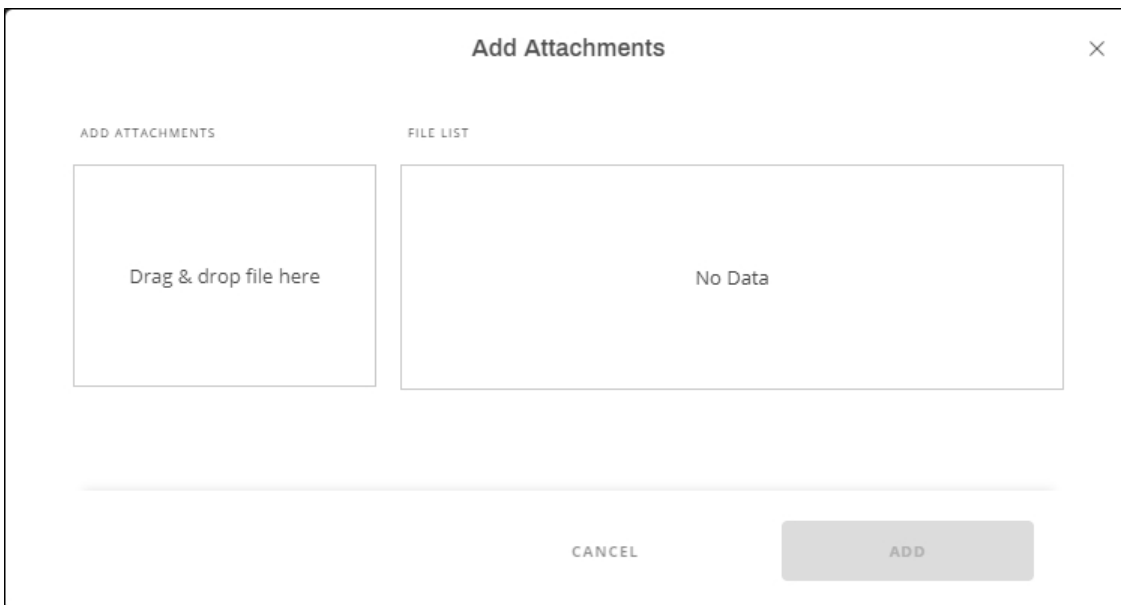 Add Attachments
ADD ATTACHMENTS
FILE LIST
Drag & drop file here
No Data
CANCEL
ADD